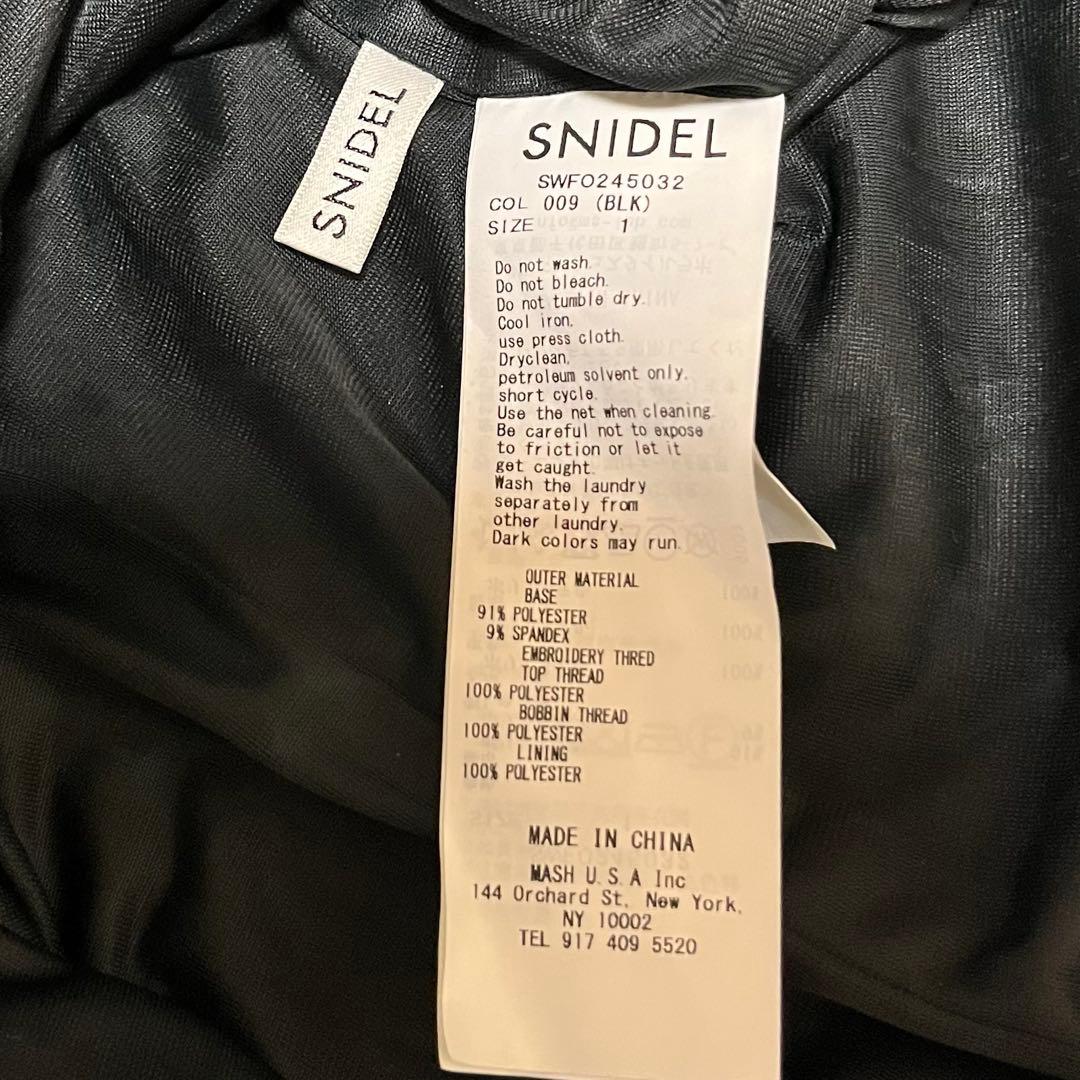 SNIDEL
SNIDEL
SWFO245032
COL 009 (BLK)
SIZE 1
Do not wash.
Do not bleach.
Do not tumble dry.
Cool iron,
use press cloth.
Dryclean,
petroleum solvent only.
short cycle.
Use the net when cleaning.
Be careful not to expose
to friction or let it
get caught.
Wash the laundry
separately from
other laundry.
Dark colors may run.
OUTER MATERIAL
BASE
91% POLYESTER
9% SPANDEX
EMBROIDERY THRED
TOP THREAD
100% POLYESTER
BOBBIN THREAD
100% POLYESTER
LINING
100% POLYESTER
MADE IN CHINA
MASH U.S.A Inc
144 Orchard St, New York,
NY 10002
TEL 917 409 5520